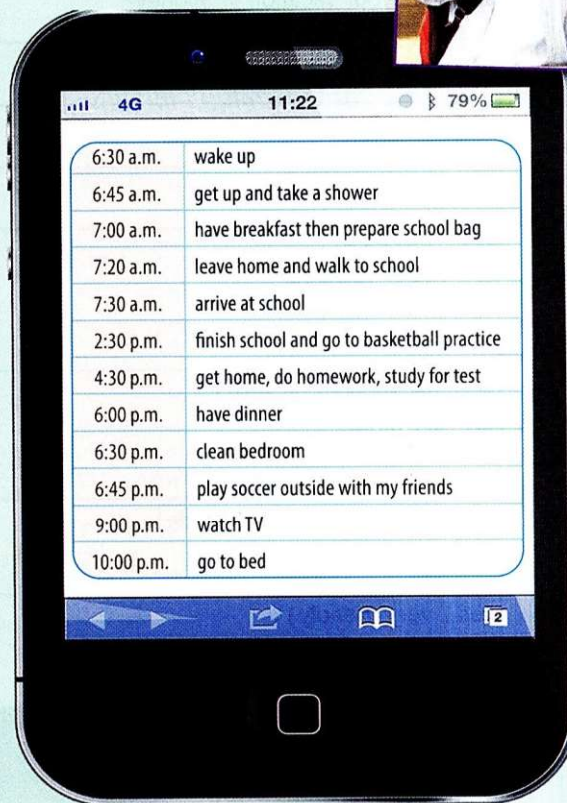 4G 11:22 79%
6:30 a.m. wake up
6:45 a.m. get up and take a shower
7:00 a.m. have breakfast then prepare school bag
7:20 a.m. leave home and walk to school
7:30 a.m. arrive at school
2:30 p.m. finish school and go to basketball practice
4:30 p.m. get home, do homework, study for test
6:00 p.m. have dinner
6:30 p.m. clean bedroom
6:45 p.m. play soccer outside with my friends
9:00 p.m. watch TV
10:00 p.m. go to bed
2